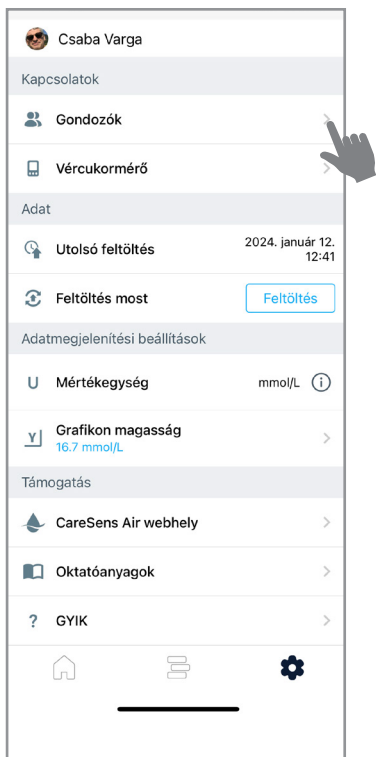 Csaba Varga
Kapcsolatok
Gondozók
Vércukormérő
Adat
Utolsó feltöltés
2024. január 12.
12:41
Feltöltés most
Feltöltés
Adatmegjelenítési beállítások
U Mértékegység
mmol/L
Y Grafikon magasság
16.7 mmol/L
Támogatás
CareSens Air webhely
Oktatóanyagok
? GYIK